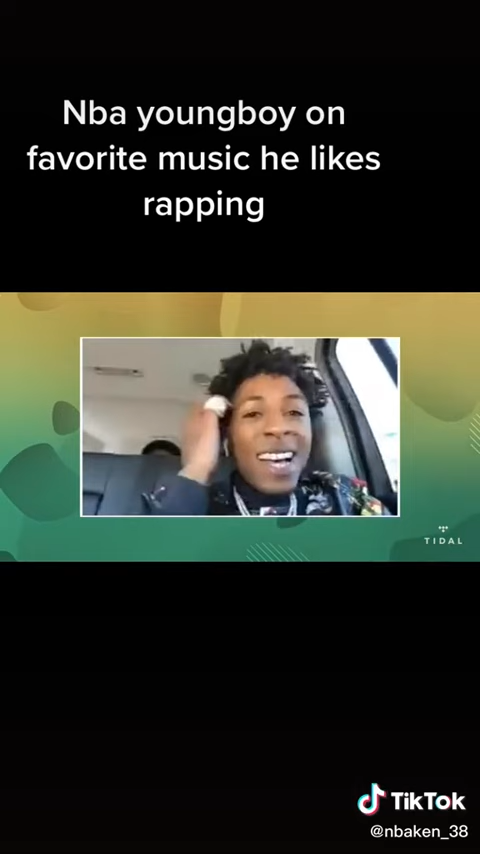 Nba youngboy on
favorite music he likes
rapping
TIDAL
TikTok
@nbaken_38